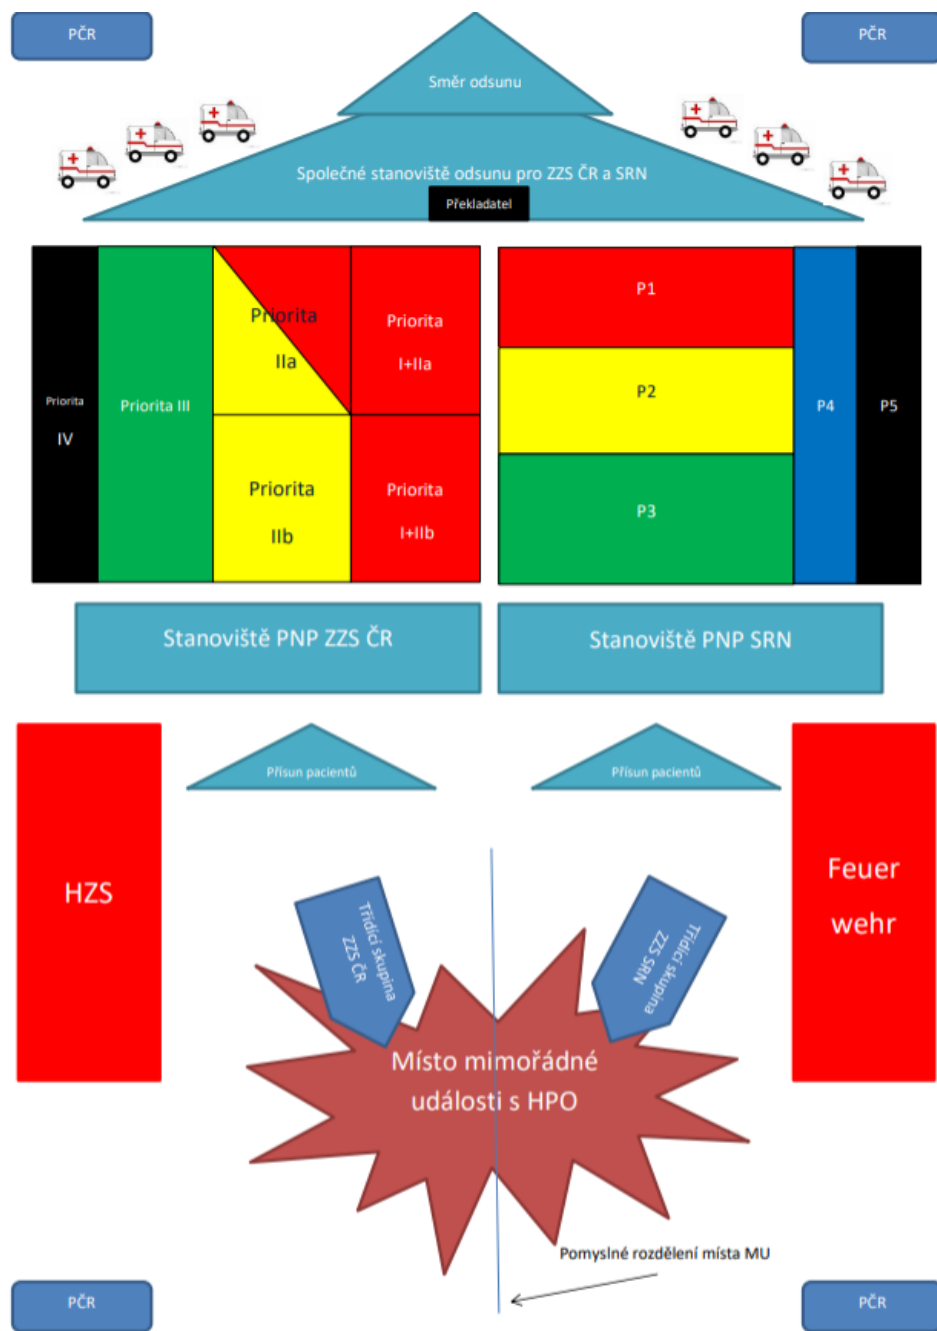 PČR
PČR
Směr odsunu
Společné stanoviště odsunu pro ZZS ČR a SRN
Překladatel
Priorita
IV
Priorita III
Priorita
IIa
Priorita
I+IIa
Priorita
IIb
Priorita
I+IIb
P1
P2
P3
P4
P5
Stanoviště PNP ZZS ČR
Stanoviště PNP SRN
Přísun pacientů
Přísun pacientů
HZS
Feuer
wehr
Třídící skupina
ZZS ČR
Třídící skupina
ZZS SRN
Místo mimořádné
události s HPO
Pomyslné rozdělení místa MU
PČR
PČR